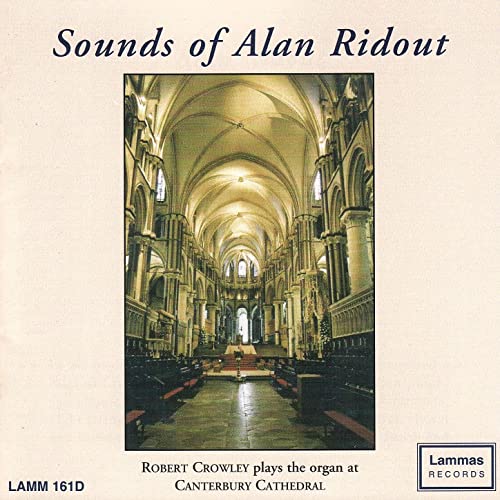 Sounds of Alan Ridout
ROBERT CROWLEY plays the organ at
CANTERBURY CATHEDRAL
LAMM 161D
Lammas
RECORDS